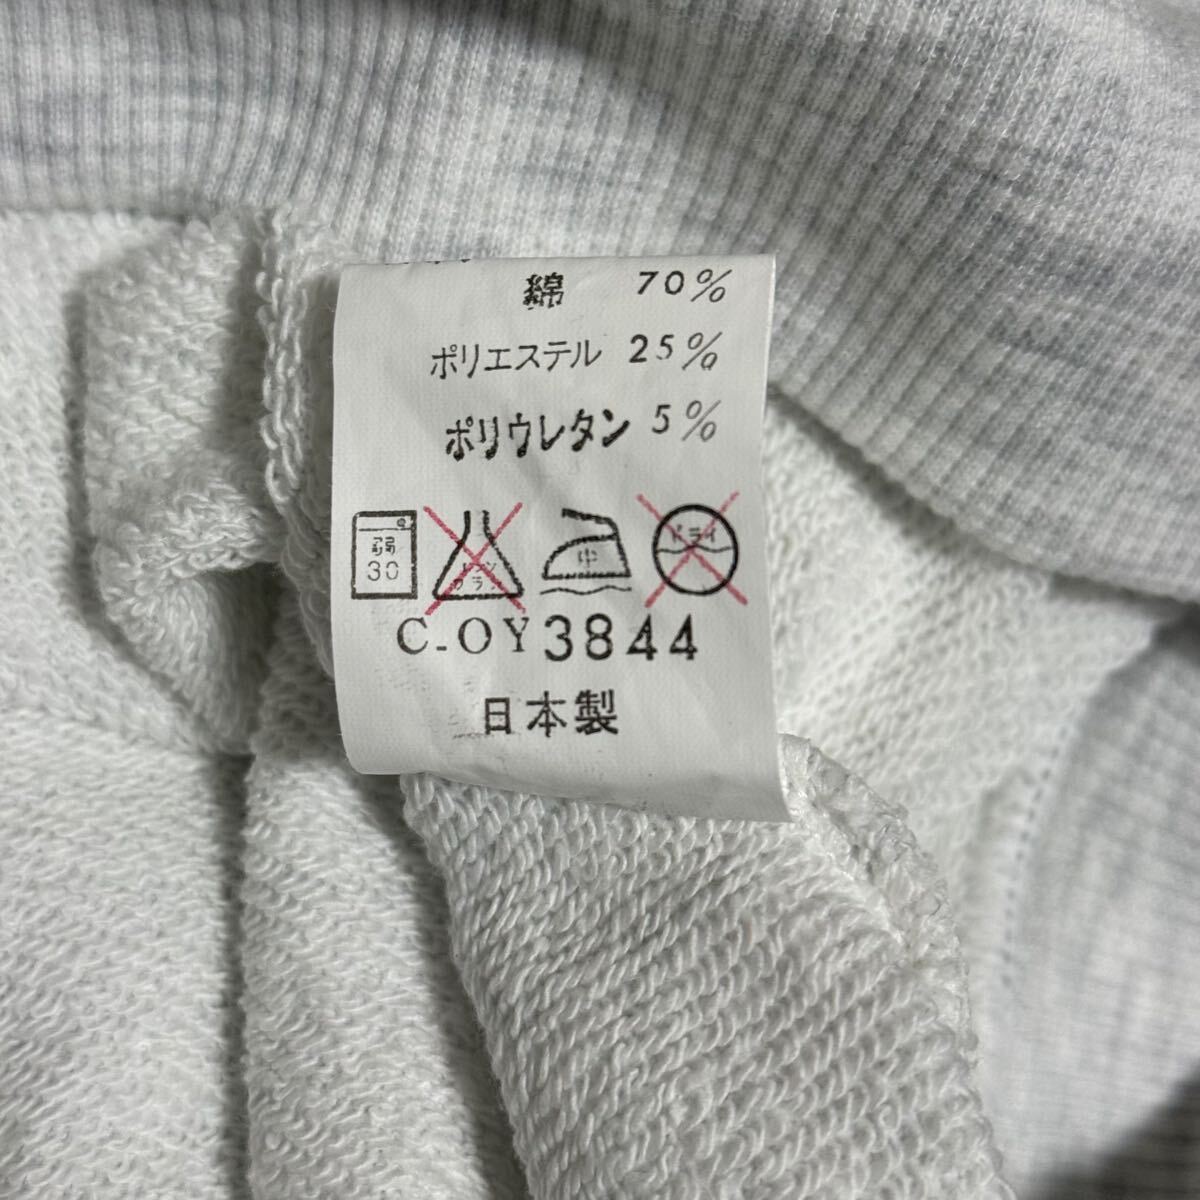 綿 70%
ポリエステル 25%
ポリウレタン 5%
弱 30
中 ドライ
C-OY3844
日本製